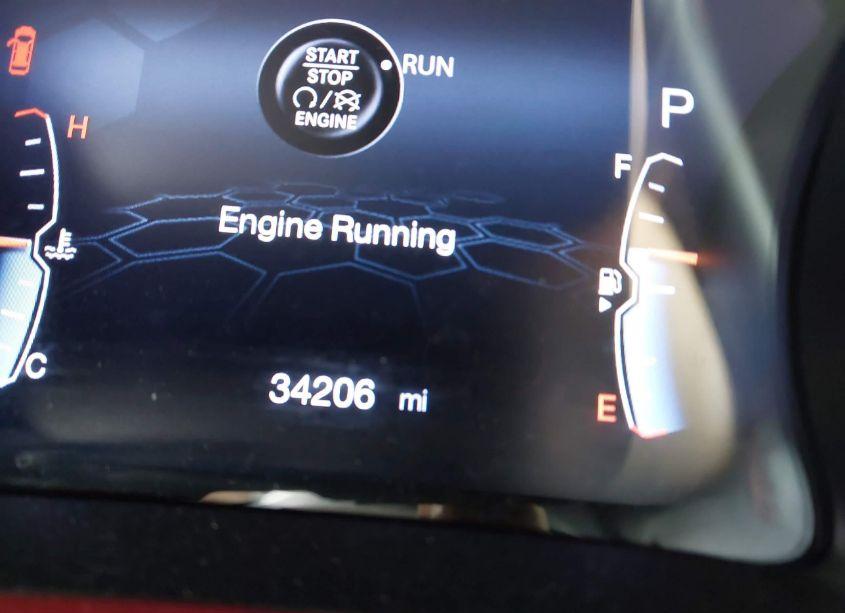 START
STOP
ENGINE
RUN
P
H
F
Engine Running
C
34206 mi
E